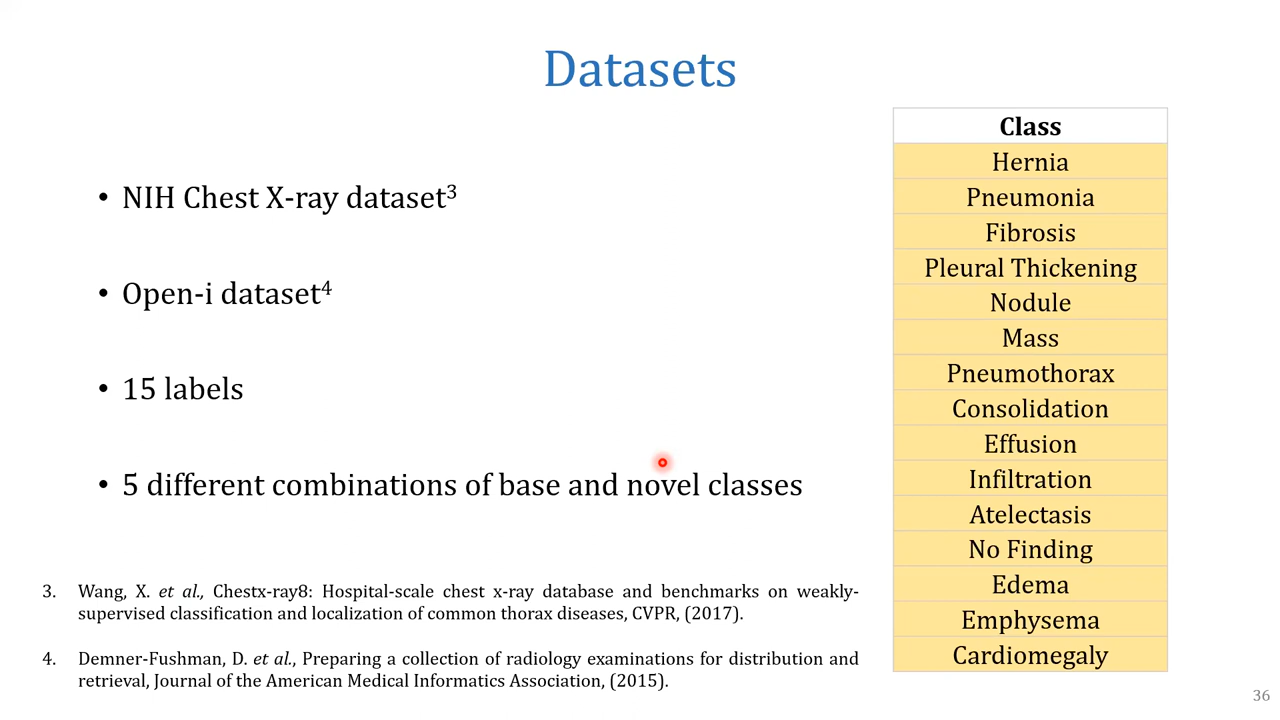 Datasets
• NIH Chest X-ray dataset³
• Open-i dataset⁴
• 15 labels
• 5 different combinations of base and novel classes
3. Wang, X. et al., Chestx-ray8: Hospital-scale chest x-ray database and benchmarks on weakly-
supervised classification and localization of common thorax diseases, CVPR, (2017).
4. Demner-Fushman, D. et al., Preparing a collection of radiology examinations for distribution and
retrieval, Journal of the American Medical Informatics Association, (2015).
Class
Hernia
Pneumonia
Fibrosis
Pleural Thickening
Nodule
Mass
Pneumothorax
Consolidation
Effusion
Infiltration
Atelectasis
No Finding
Edema
Emphysema
Cardiomegaly
36